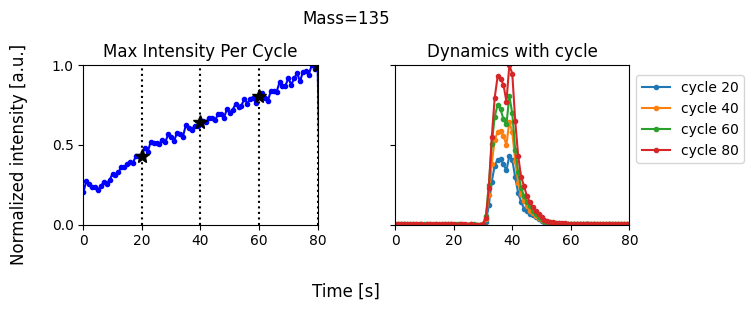 Mass=135
Max Intensity Per Cycle
Dynamics with cycle
Normalized intensity [a.u.]
1.0
0.5
0.0
0 20 40 60 80
0 20 40 60 80
cycle 20
cycle 40
cycle 60
cycle 80
Time [s]